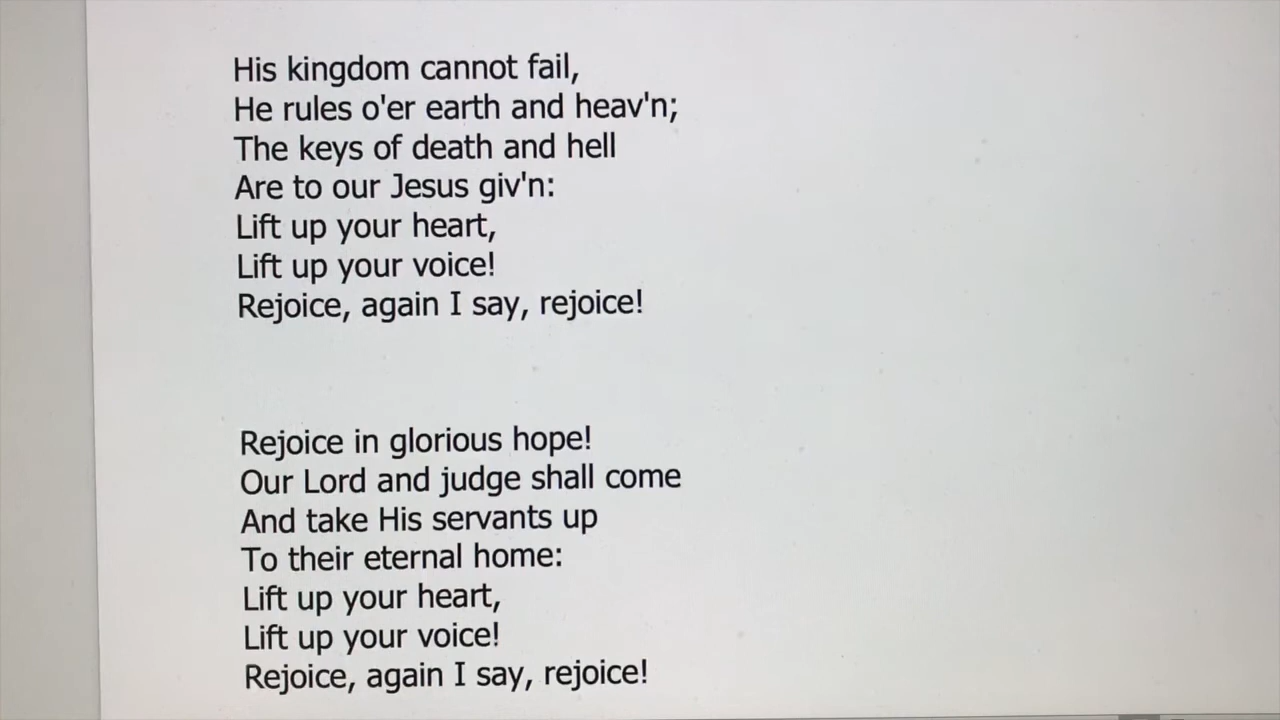 His kingdom cannot fail,
He rules o'er earth and heav'n;
The keys of death and hell
Are to our Jesus giv'n:
Lift up your heart,
Lift up your voice!
Rejoice, again I say, rejoice!
Rejoice in glorious hope!
Our Lord and judge shall come
And take His servants up
To their eternal home:
Lift up your heart,
Lift up your voice!
Rejoice, again I say, rejoice!